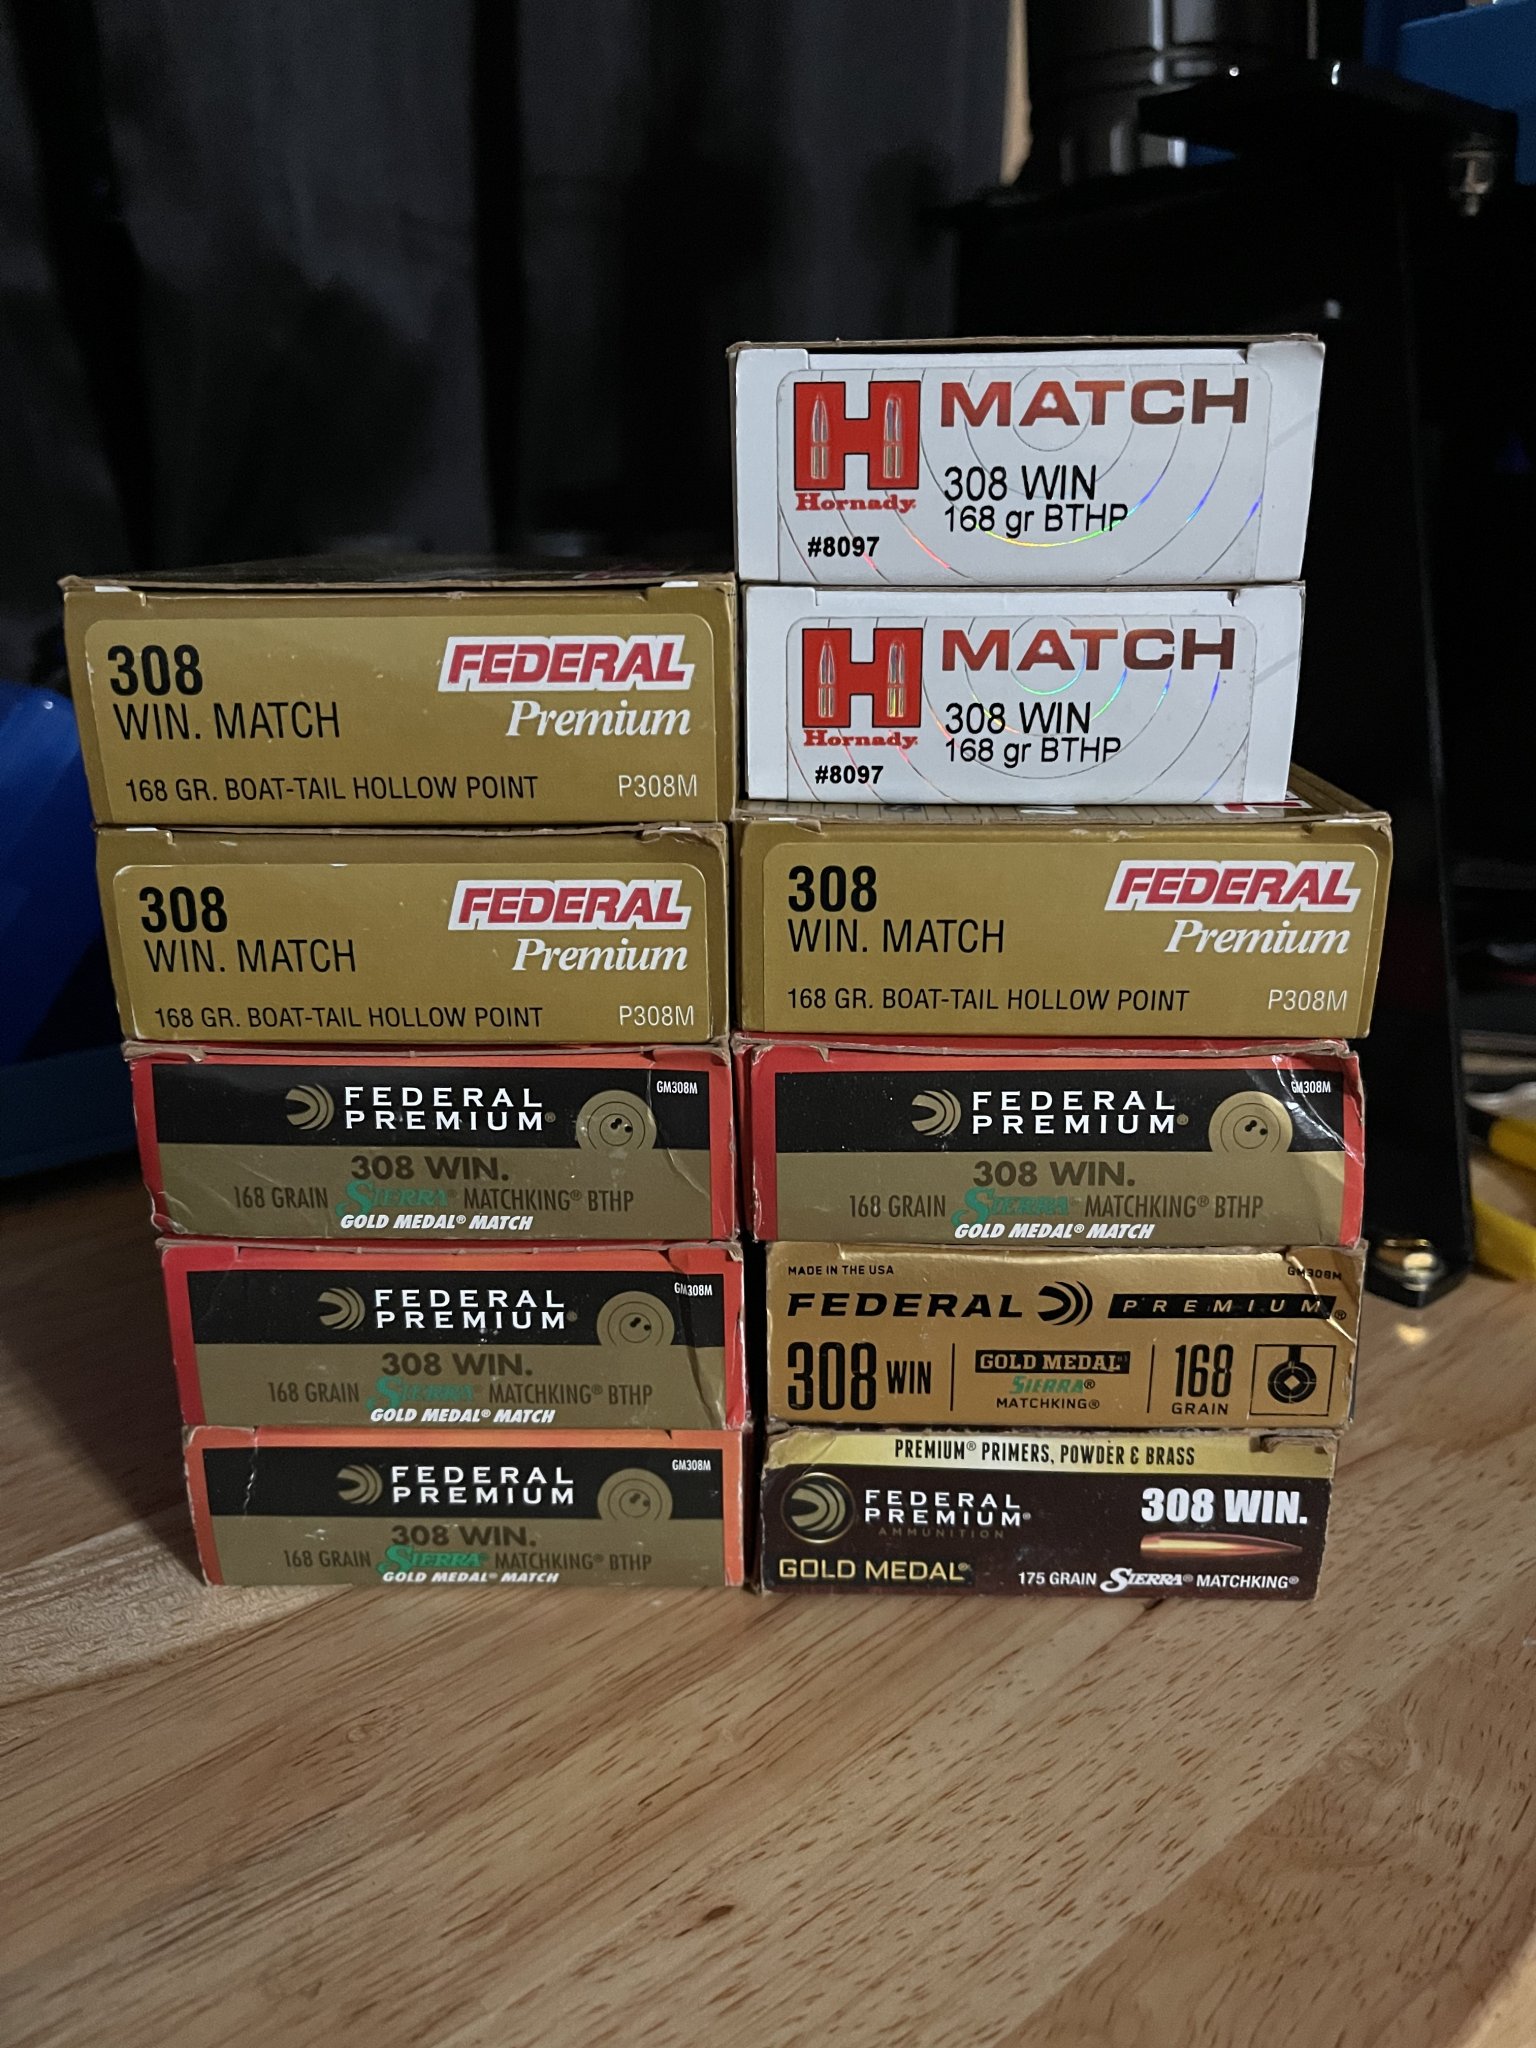 308
WIN. MATCH
FEDERAL
Premium
168 GR. BOAT-TAIL HOLLOW POINT P308M
308
WIN. MATCH
FEDERAL
Premium
168 GR. BOAT-TAIL HOLLOW POINT P308M
FEDERAL
PREMIUM®
GM308M
308 WIN.
168 GRAIN SIERRA® MATCHKING® BTHP
GOLD MEDAL® MATCH
FEDERAL
PREMIUM®
GM308M
308 WIN.
168 GRAIN SIERRA® MATCHKING® BTHP
GOLD MEDAL® MATCH
FEDERAL
PREMIUM
GM308M
308 WIN.
168 GRAIN SIERRA® MATCHKING® BTHP
GOLD MEDAL® MATCH
H
Hornady
MATCH
308 WIN
168 gr BTHP
#8097
H
Hornady
MATCH
308 WIN
168 gr BTHP
#8097
308
WIN. MATCH
FEDERAL
Premium
168 GR. BOAT-TAIL HOLLOW POINT P308M
FEDERAL
PREMIUM®
GM308M
308 WIN.
168 GRAIN SIERRA® MATCHKING® BTHP
GOLD MEDAL® MATCH
MADE IN THE USA GM308M
FEDERAL PREMIUM®
308 WIN
GOLD MEDAL®
SIERRA®
MATCHKING®
168
GRAIN
PREMIUM® PRIMERS, POWDER & BRASS
FEDERAL
PREMIUM®
AMMUNITION
GOLD MEDAL®
308 WIN.
175 GRAIN SIERRA® MATCHKING®